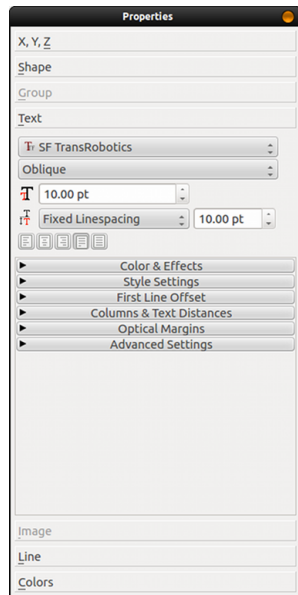 Properties
X, Y, Z
Shape
Group
Text
SF TransRobotics
Oblique
10.00 pt
Fixed Linespacing 10.00 pt
Color & Effects
Style Settings
First Line Offset
Columns & Text Distances
Optical Margins
Advanced Settings
Image
Line
Colors